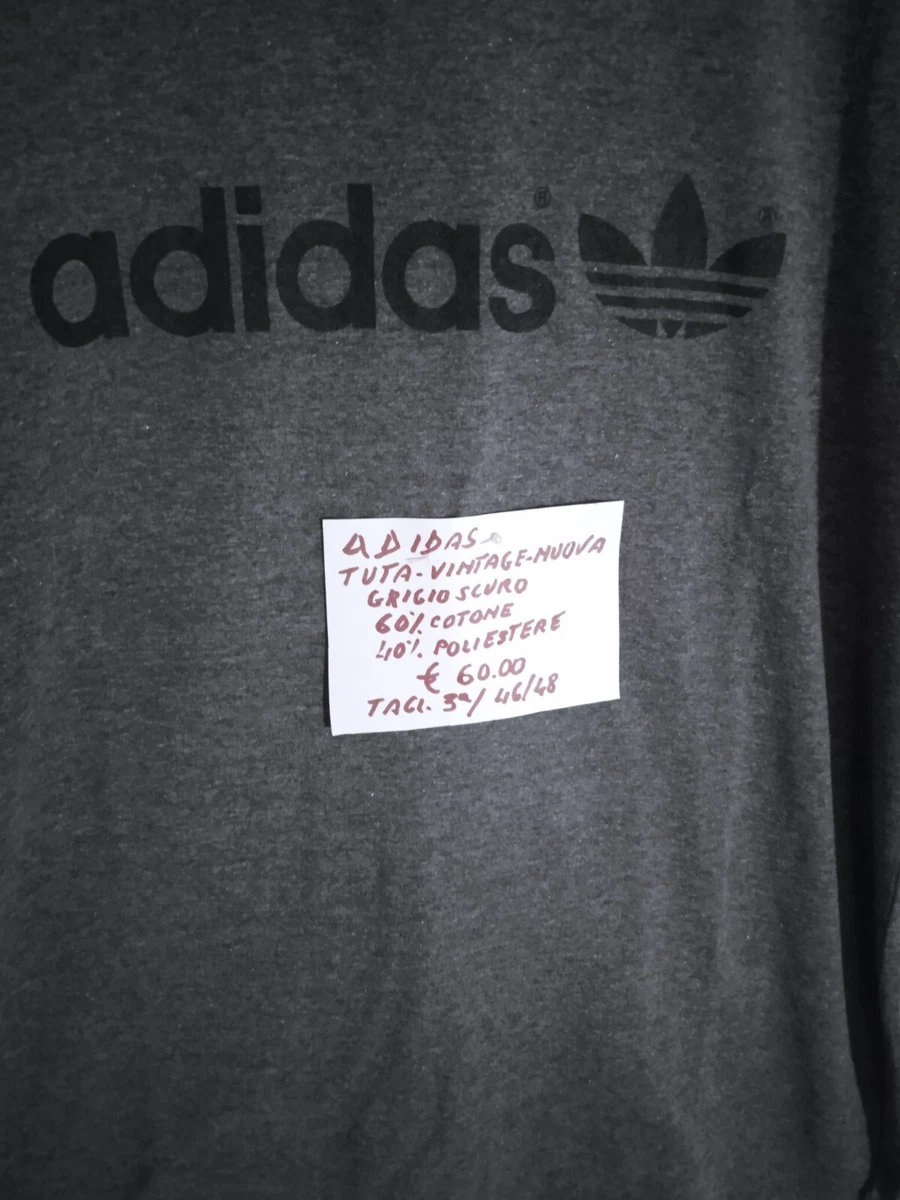 adidas®
®
ADIDAS
TUTA-VINTAGE-NUOVA
GRIGIO SCURO
60% COTONE
40% POLIESTERE
€ 60.00
TAGL. 3ª/ 46/48